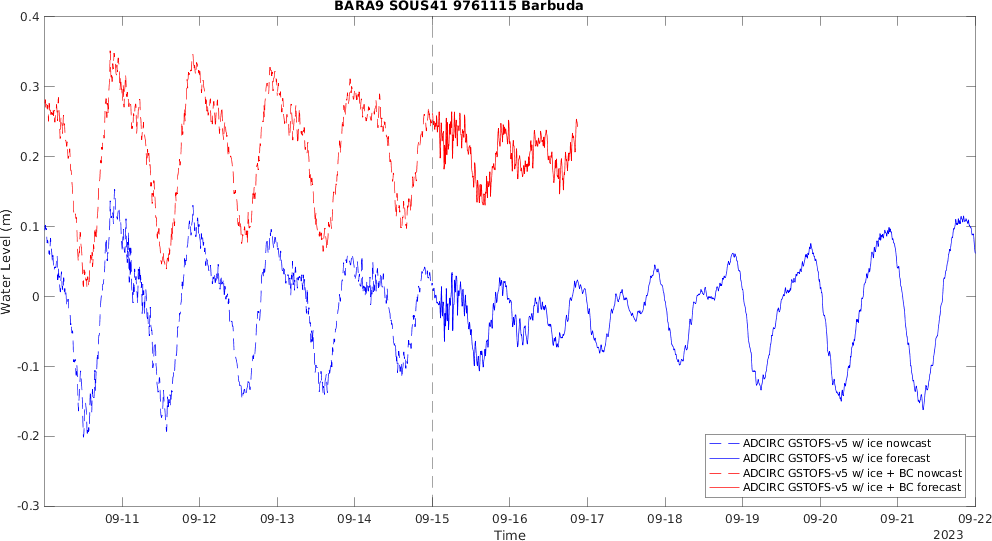 BARA9 SOUS41 9761115 Barbuda
0.4
0.3
0.2
0.1
0
-0.1
-0.2
-0.3
Water Level (m)
ADCIRC GSTOFS-v5 w/ ice nowcast
ADCIRC GSTOFS-v5 w/ ice forecast
ADCIRC GSTOFS-v5 w/ ice + BC nowcast
ADCIRC GSTOFS-v5 w/ ice + BC forecast
09-11 09-12 09-13 09-14 09-15 09-16 09-17 09-18 09-19 09-20 09-21 09-22
Time
2023